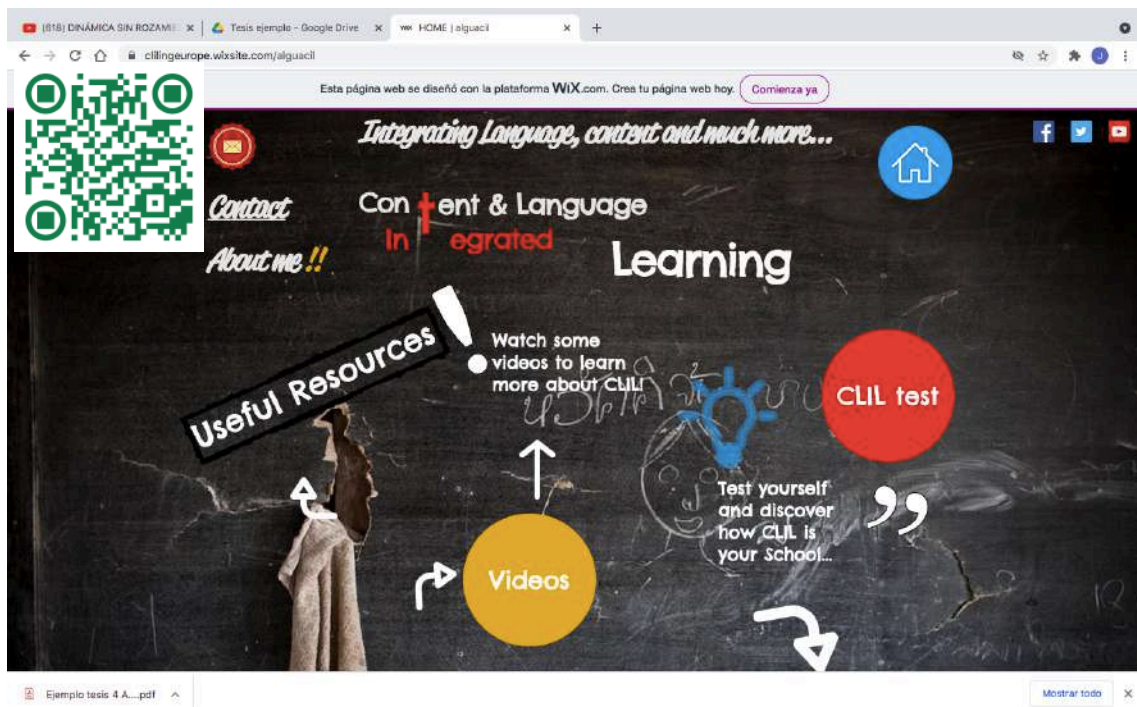 (618) DINÁMICA SIN ROZAMIE
Tesis ejemplo - Google Drive
WIX HOME | alguacil
clilingeurope.wixsite.com/alguacil
Esta página web se diseñó con la plataforma WiX.com. Crea tu página web hoy. Comienza ya
Integrating Language, content and much more...
Contact
About me !!
Content & Language
Integrated
Learning
Useful Resources !
Watch some
videos to learn
more about CLIL!
CLIL test
Test yourself
and discover
how CLIL is
your School...
Videos
Ejemplo tesis 4 A....pdf
Mostrar todo